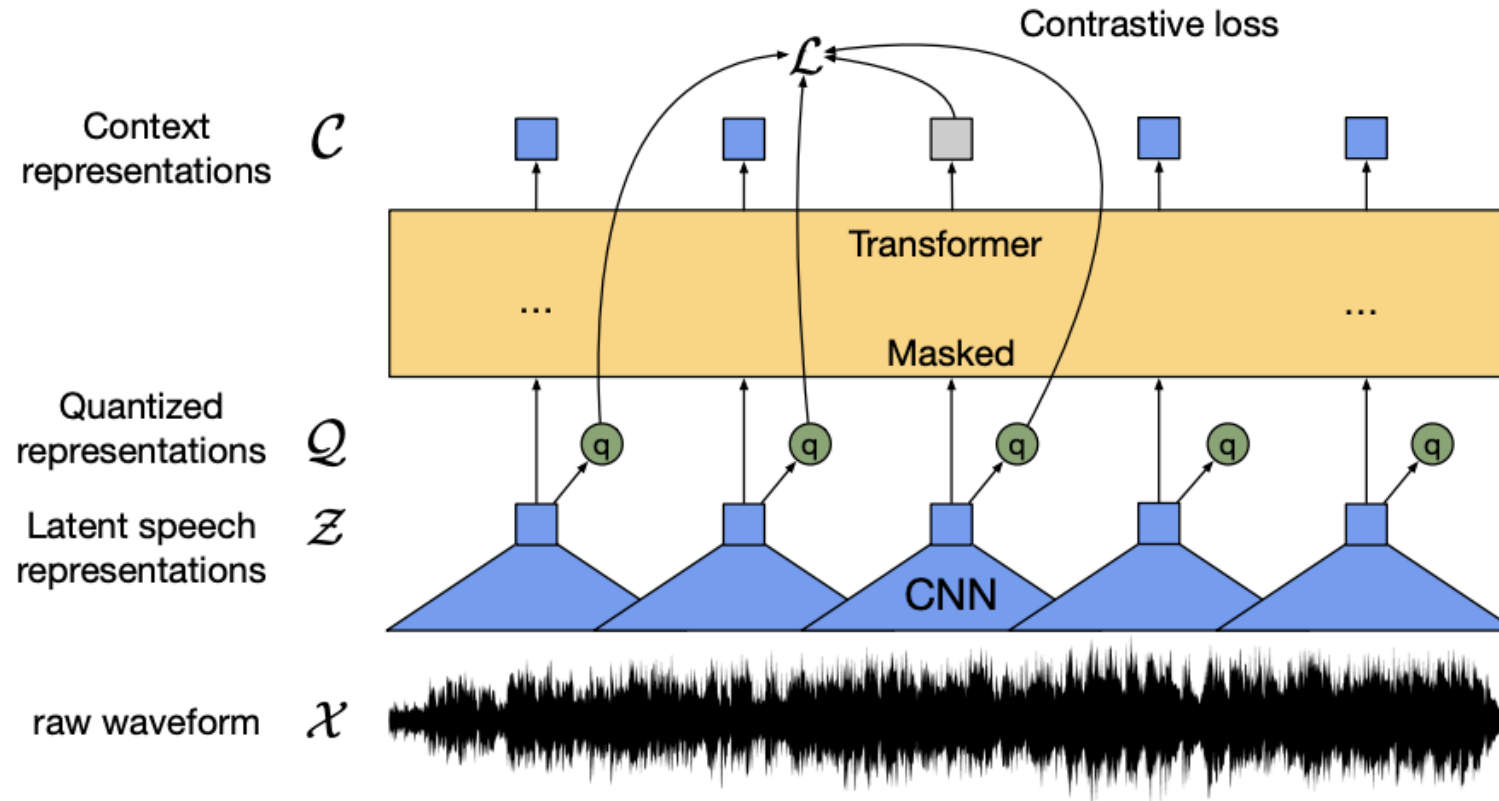 Contrastive loss
ℒ
Context
representations
𝒞
Transformer
...
...
Masked
Quantized
representations
𝒬
q
q
q
q
q
Latent speech
representations
𝒵
CNN
raw waveform
𝒳